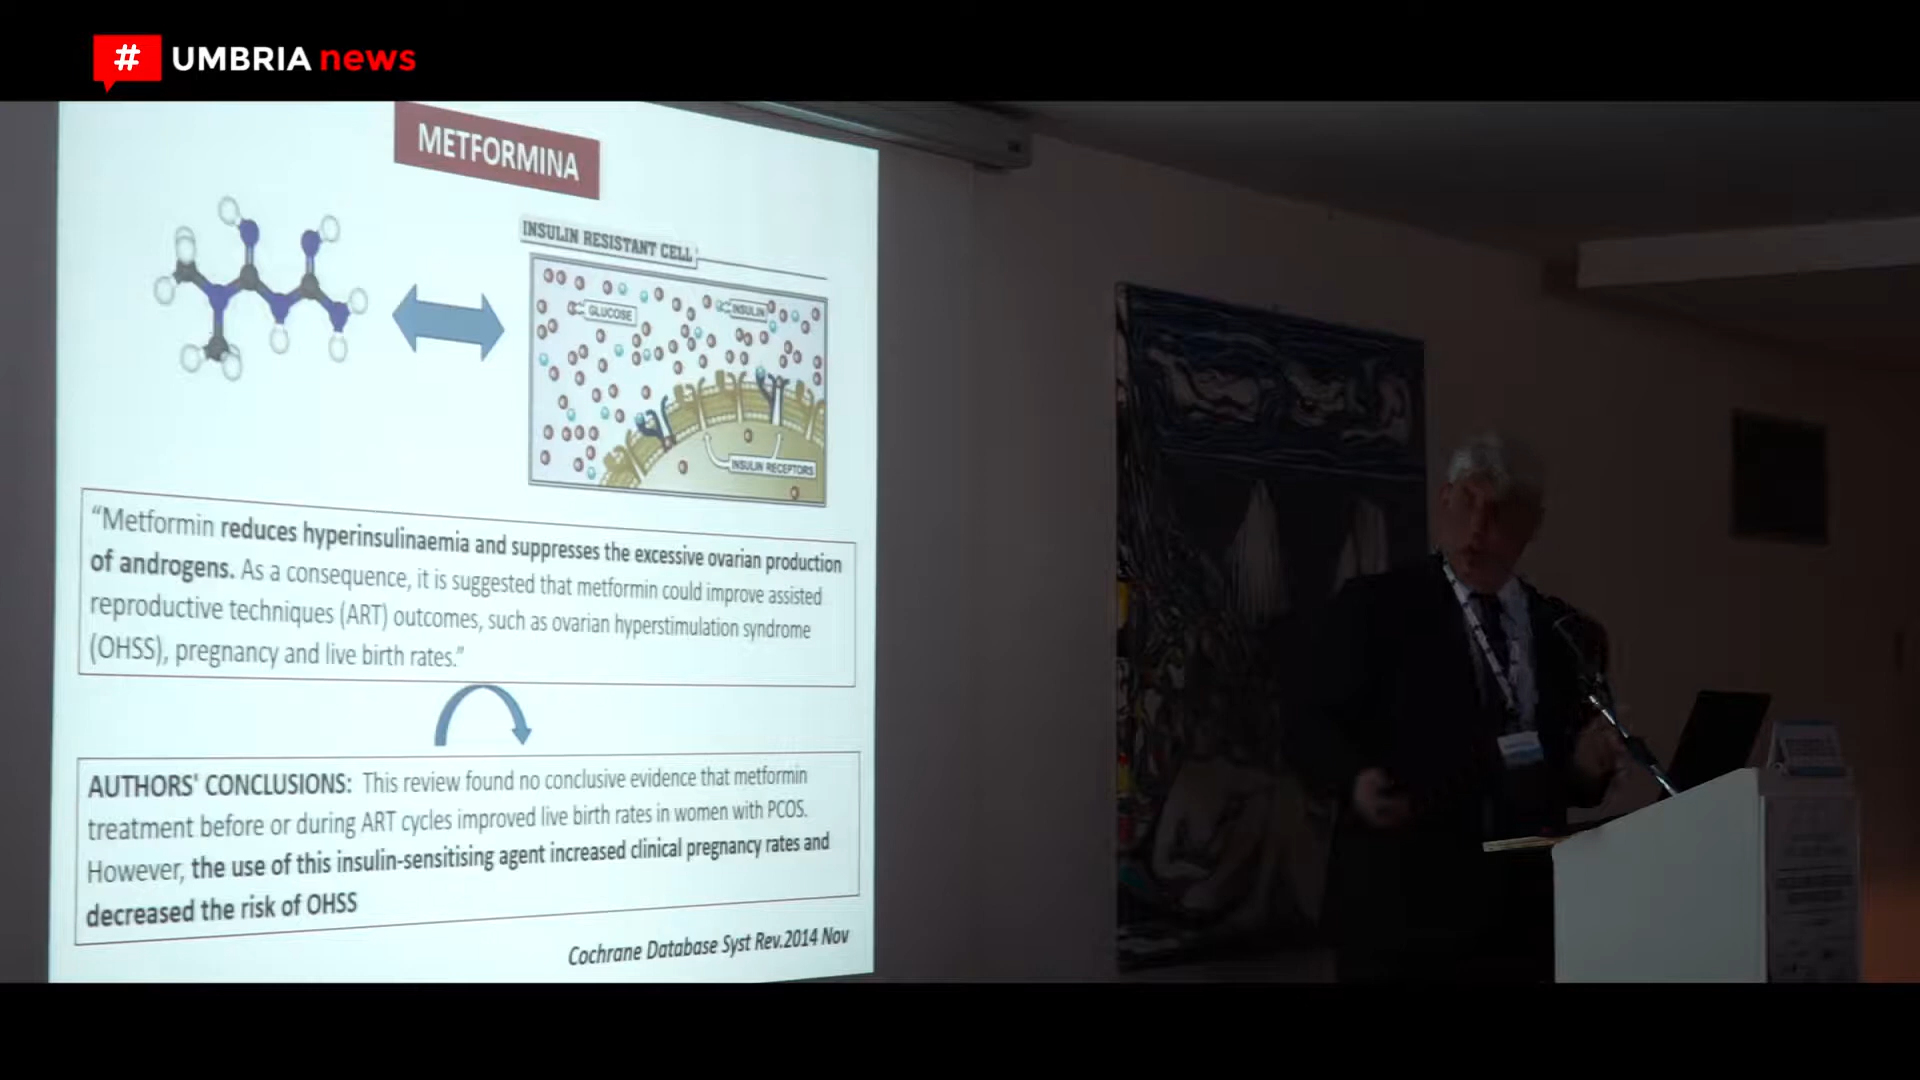 # UMBRIA news
METFORMINA
INSULIN RESISTANT CELL
GLUCOSE
INSULIN
INSULIN RECEPTORS
“Metformin reduces hyperinsulinaemia and suppresses the excessive ovarian production
of androgens. As a consequence, it is suggested that metformin could improve assisted
reproductive techniques (ART) outcomes, such as ovarian hyperstimulation syndrome
(OHSS), pregnancy and live birth rates.”
AUTHORS' CONCLUSIONS: This review found no conclusive evidence that metformin
treatment before or during ART cycles improved live birth rates in women with PCOS.
However, the use of this insulin-sensitising agent increased clinical pregnancy rates and
decreased the risk of OHSS
Cochrane Database Syst Rev.2014 Nov